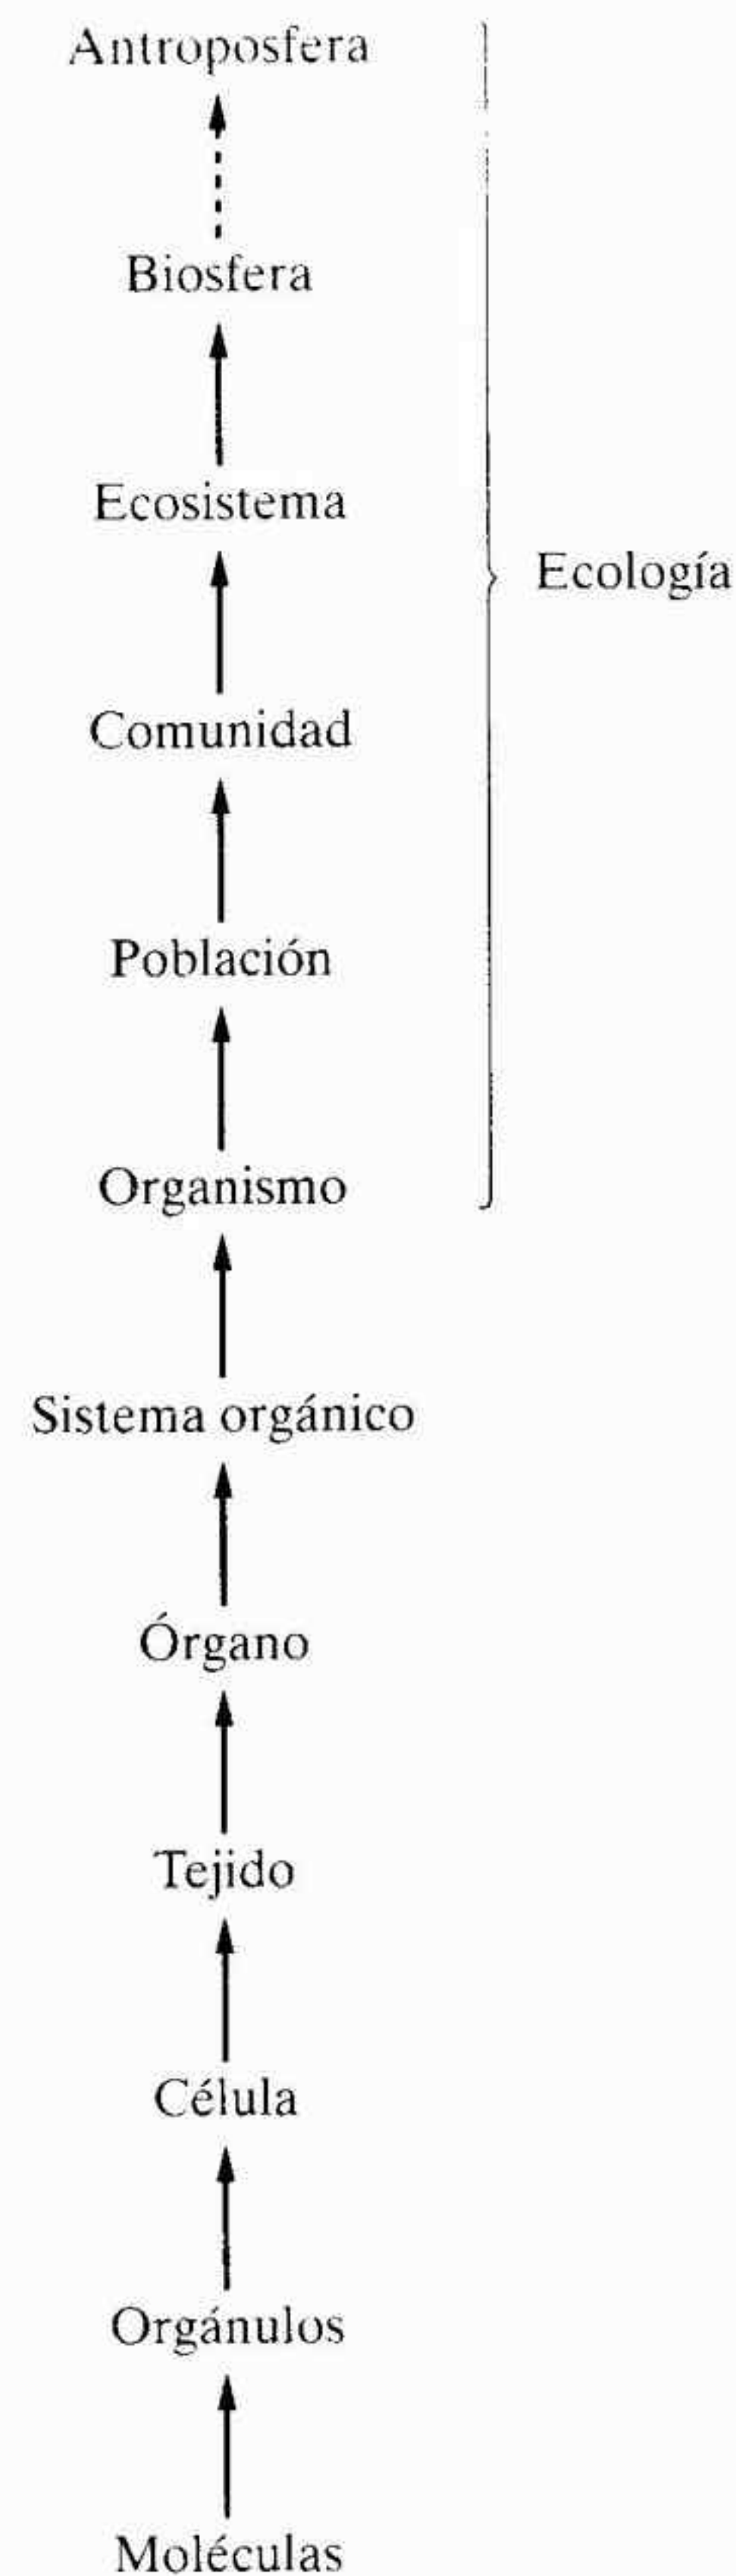 Antroposfera
Biosfera
Ecosistema
Ecología
Comunidad
Población
Organismo
Sistema orgánico
Órgano
Tejido
Célula
Orgánulos
Moléculas